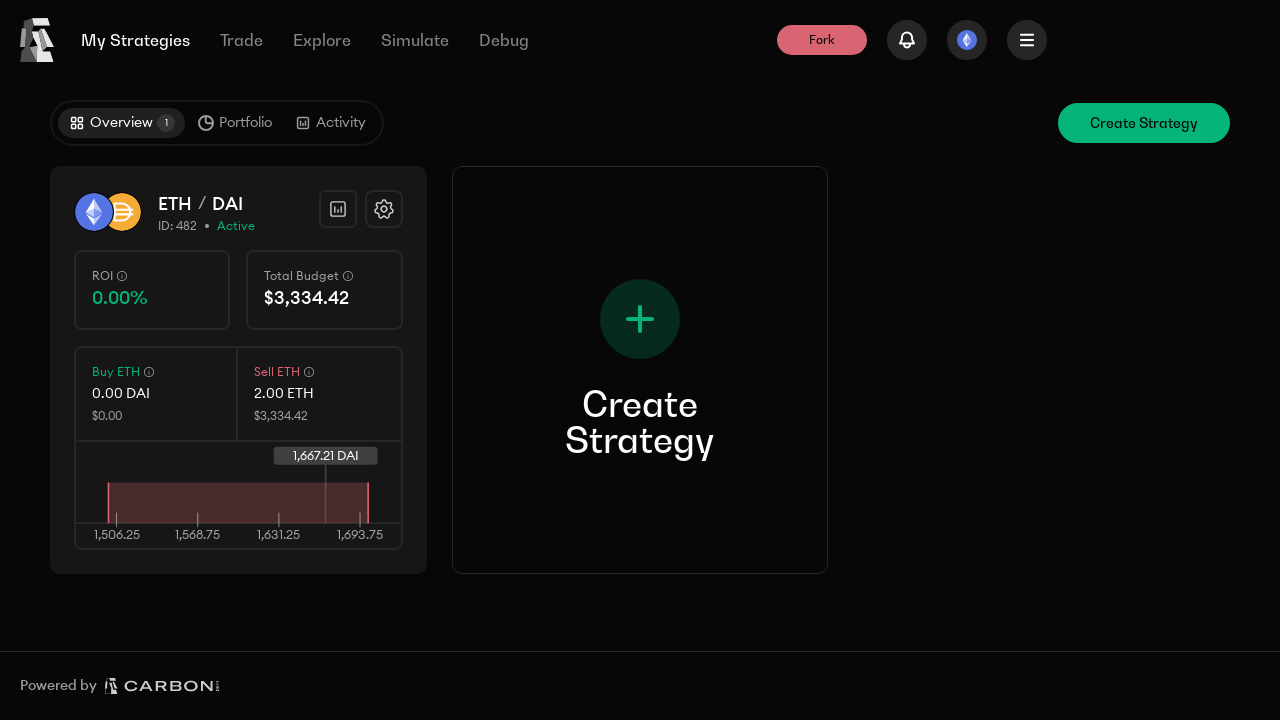 My Strategies
Trade
Explore
Simulate
Debug
Fork
Overview 1
Portfolio
Activity
Create Strategy
ETH / DAI
ID: 482 • Active
ROI
0.00%
Total Budget
$3,334.42
Buy ETH
0.00 DAI
$0.00
Sell ETH
2.00 ETH
$3,334.42
1,667.21 DAI
1,506.25
1,568.75
1,631.25
1,693.75
Create
Strategy
Powered by CARBON